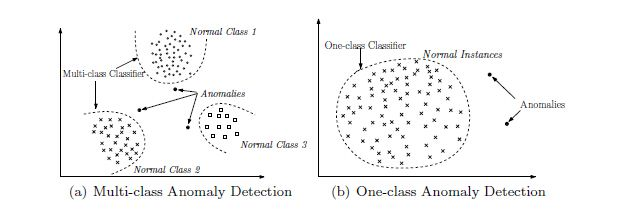 Normal Class 1
Multi-class Classifier
Anomalies
Normal Class 3
Normal Class 2
(a) Multi-class Anomaly Detection
One-class Classifier
Normal Instances
Anomalies
(b) One-class Anomaly Detection